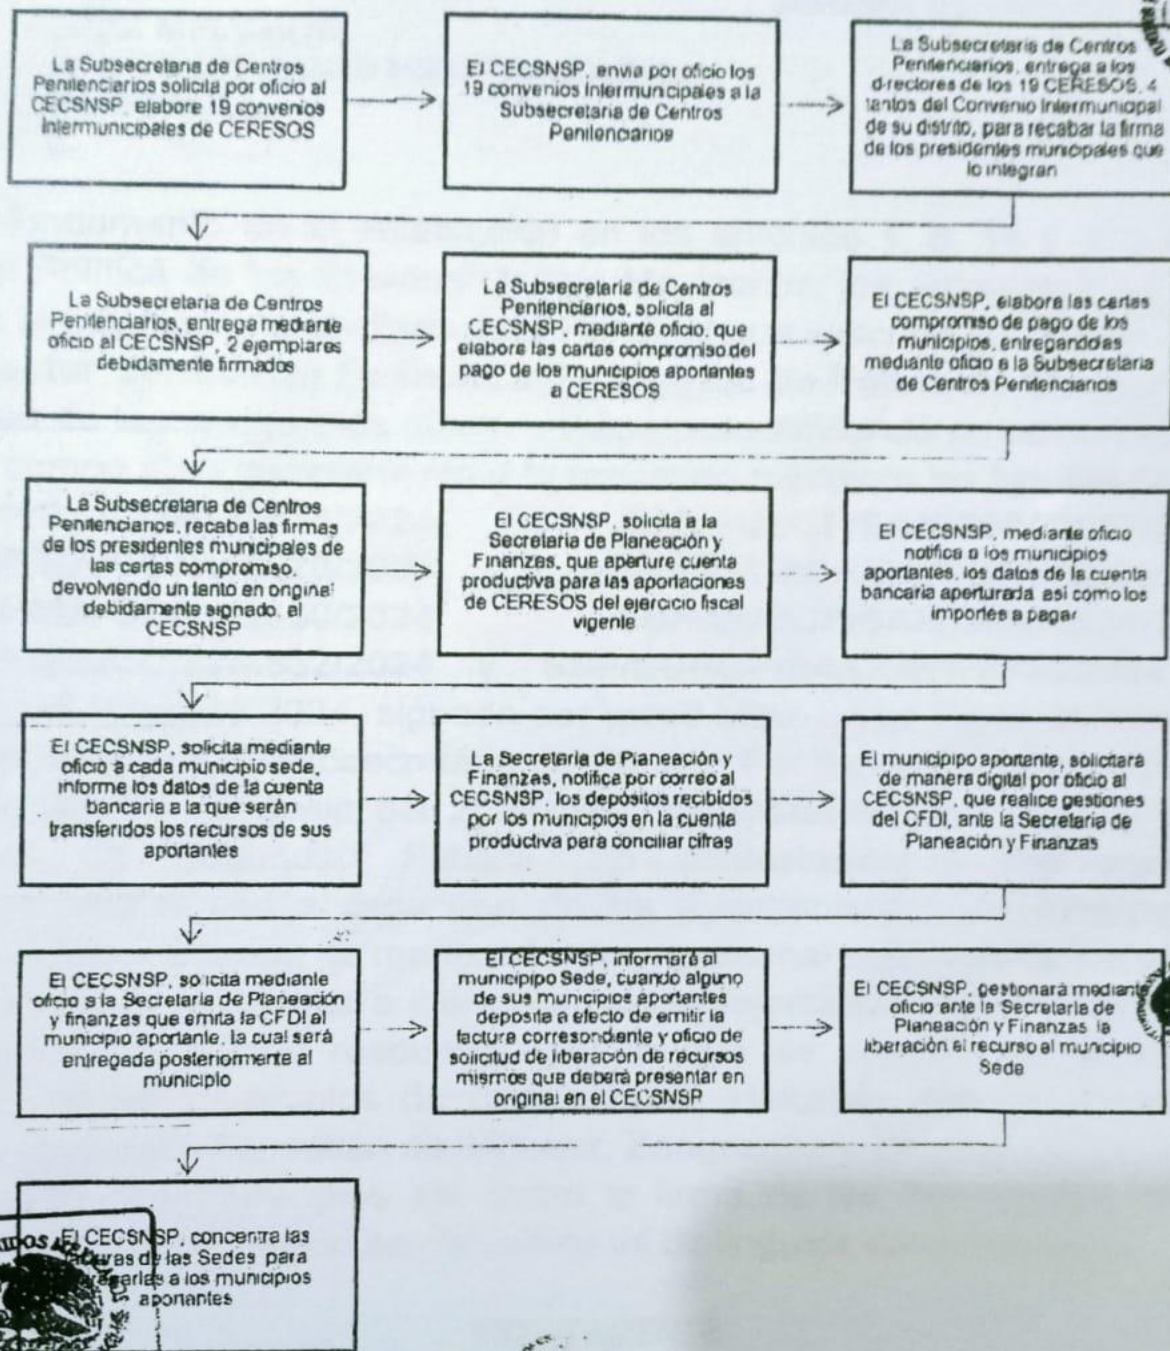 La Subsecretaria de Centros
Penitenciarios solicita por oficio al
CECSNSP, elabore 19 convenios
Intermunicipales de CERESOS
El CECSNSP, envia por oficio los
19 convenios Intermuncipales a la
Subsecretaria de Centros
Penitenciarios
La Subsecretaria de Centros
Penitenciarios, entrega a los
directores de los 19 CERESOS, 4
tantos del Convenio Intermunicipal
de su distrito, para recabar la firma
de los presidentes municipales que
lo integran
La Subsecretaria de Centros
Penitenciarios, entrega mediante
oficio al CECSNSP, 2 ejemplares
debidamente firmados
La Subsecretaria de Centros
Penitenciarios, solicita al
CECSNSP, mediante oficio, que
elabore las cartas compromiso del
pago de los municipios aportantes
a CERESOS
El CECSNSP, elabora las cartas
compromiso de pago de los
municipios, entregandolas
mediante oficio a la Subsecretaria
de Centros Penitenciarios
La Subsecretaria de Centros
Penitenciarios, recaba las firmas
de los presidentes municipales de
las cartas compromiso,
devolviendo un tanto en original
debidamente signado, al
CECSNSP
El CECSNSP, solicita a la
Secretaria de Planeación y
Finanzas, que aperture cuenta
productiva para las aportaciones
de CERESOS del ejercicio fiscal
vigente
El CECSNSP, mediante oficio
notifica a los municipios
aportantes, los datos de la cuenta
bancaria aperturada asi como los
importes a pagar
El CECSNSP, solicita mediante
oficio a cada municipio sede,
informe los datos de la cuenta
bancaria a la que serán
transferidos los recursos de sus
aportantes
La Secretaria de Planeación y
Finanzas, notifica por correo al
CECSNSP, los depósitos recibidos
por los municipios en la cuenta
productiva para conciliar cifras
El municipipo aportante, solicitará
de manera digital por oficio al
CECSNSP, que realice gestiones
del CFDI, ante la Secretaria de
Planeación y Finanzas
El CECSNSP, solicita mediante
oficio a la Secretaria de Planeación
y finanzas que emita la CFDI al
municipio aportante, la cual será
entregada posteriormente al
municipio
El CECSNSP, informará al
municipipo Sede, cuando alguno
de sus municipios aportantes
deposita a efecto de emitir la
factura corresondiente y oficio de
solicitud de liberación de recursos
mismos que deberá presentar en
original en el CECSNSP
El CECSNSP, gestionará mediante
oficio ante la Secretaria de
Planeación y Finanzas la
liberación el recurso al municipio
Sede
El CECSNSP, concentra las
de las Sedes para
a los municipios
aportantes